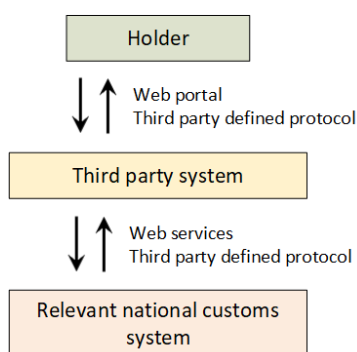 Holder
Web portal
Third party defined protocol
Third party system
Web services
Third party defined protocol
Relevant national customs
system